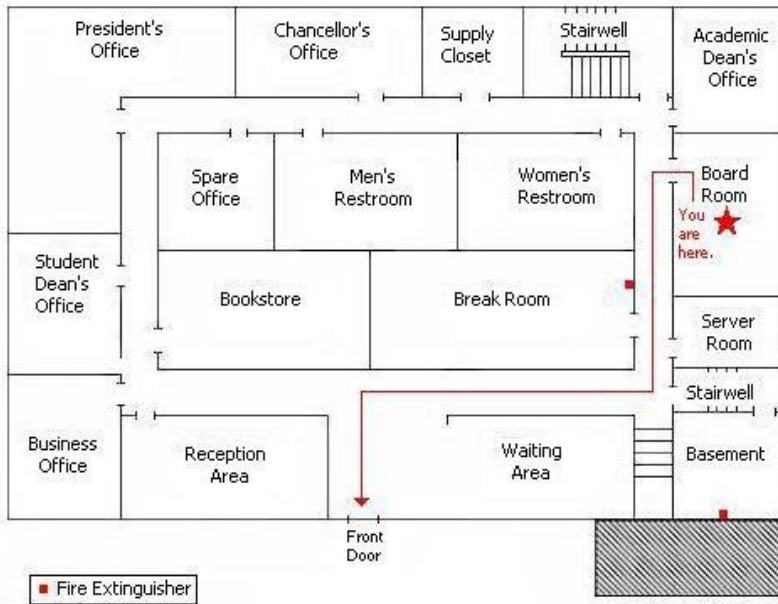 President's
Office
Chancellor's
Office
Supply
Closet
Stairwell
Academic
Dean's
Office
Spare
Office
Men's
Restroom
Women's
Restroom
Board
Room
You
are
here.
Student
Dean's
Office
Bookstore
Break Room
Server
Room
Stairwell
Business
Office
Reception
Area
Waiting
Area
Basement
Front
Door
Fire Extinguisher